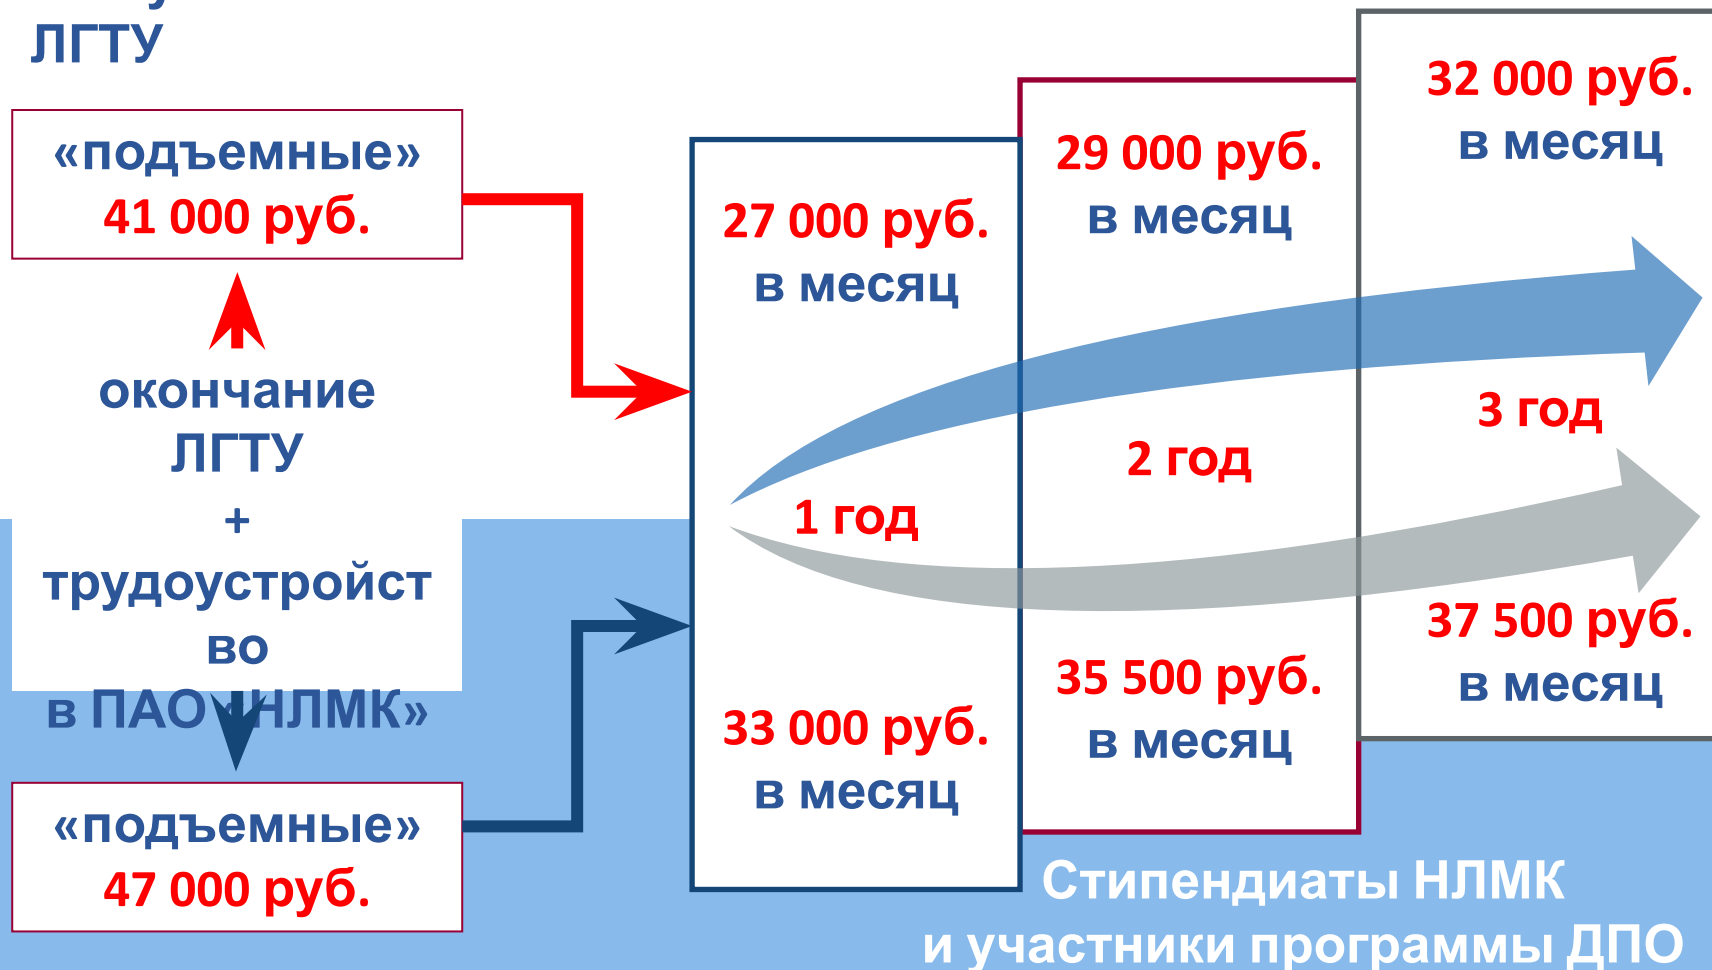 ЛГТУ
«подъемные»
41 000 руб.
окончание
ЛГТУ
+
трудоустройст
во
в ПАО «НЛМК»
«подъемные»
47 000 руб.
27 000 руб.
в месяц
1 год
33 000 руб.
в месяц
29 000 руб.
в месяц
2 год
35 500 руб.
в месяц
32 000 руб.
в месяц
3 год
37 500 руб.
в месяц
Стипендиаты НЛМК
и участники программы ДПО